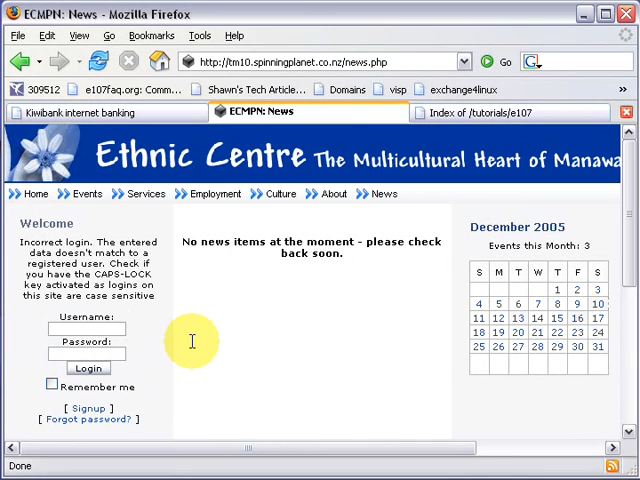 ECMPN: News - Mozilla Firefox
File Edit View Go Bookmarks Tools Help
http://tm10.spinningplanet.co.nz/news.php Go G
309512 e107faq.org: Com... Shawn's Tech Article... Domains visp exchange4linux
Kiwibank internet banking ECMPN: News Index of /tutorials/e107
Ethnic Centre The Multicultural Heart of Manawa
Home Events Services Employment Culture About News
Welcome
Incorrect login. The entered
data doesn't match to a
registered user. Check if
you have the CAPS-LOCK
key activated as logins on
this site are case sensitive
Username:
Password:
Login
Remember me
[ Signup ]
[ Forgot password? ]
No news items at the moment - please check
back soon.
December 2005
Events this Month: 3
S M T W T F S
1 2 3
4 5 6 7 8 9 10
11 12 13 14 15 16 17
18 19 20 21 22 23 24
25 26 27 28 29 30 31
Done